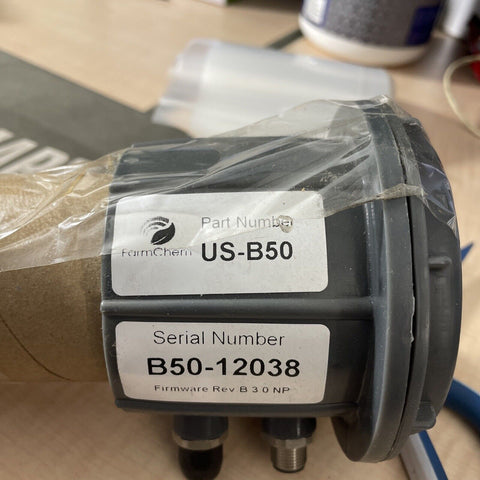 Part Number
FarmChem US-B50
Serial Number
B50-12038
Firmware Rev B 3.0 NP